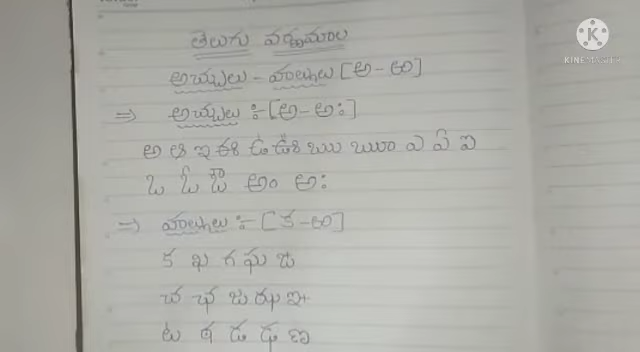 తెలుగు వర్ణమాల
అచ్చులు - హల్లులు [అ - ఱ]
⇒ అచ్చులు :- [అ - అః]
అ ఆ ఇ ఈ ఉ ఊ ఋ ౠ ఎ ఏ ఐ
ఒ ఓ ఔ అం అః
⇒ హల్లులు :- [క - ఱ]
క ఖ గ ఘ ఙ
చ ఛ జ ఝ ఞ
ట ఠ డ ఢ ణ
KINEMASTER